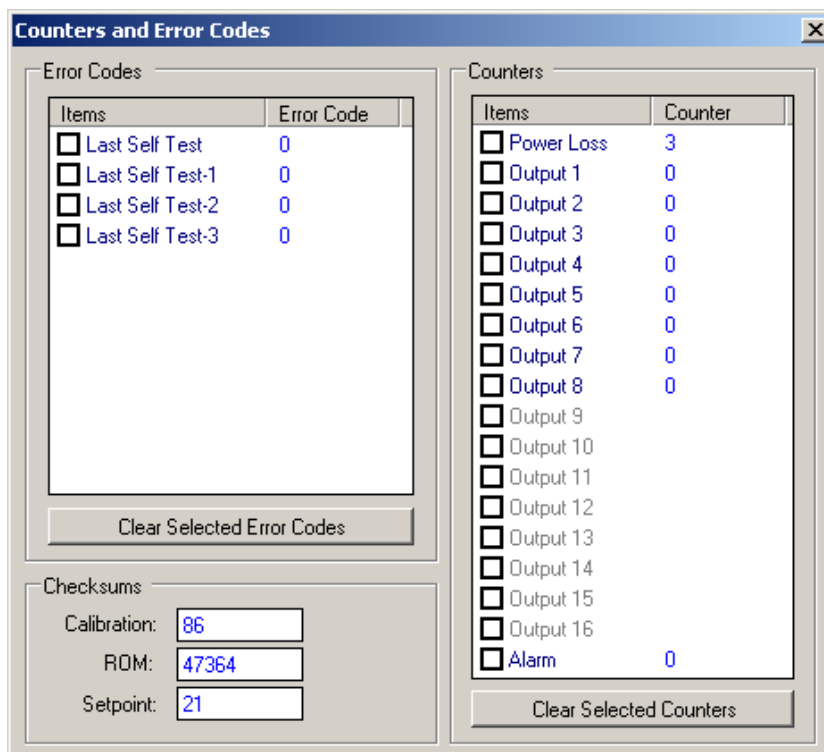 Counters and Error Codes
Error Codes
Items Error Code
Last Self Test 0
Last Self Test-1 0
Last Self Test-2 0
Last Self Test-3 0
Clear Selected Error Codes
Checksums
Calibration: 86
ROM: 47364
Setpoint: 21
Counters
Items Counter
Power Loss 3
Output 1 0
Output 2 0
Output 3 0
Output 4 0
Output 5 0
Output 6 0
Output 7 0
Output 8 0
Output 9
Output 10
Output 11
Output 12
Output 13
Output 14
Output 15
Output 16
Alarm 0
Clear Selected Counters